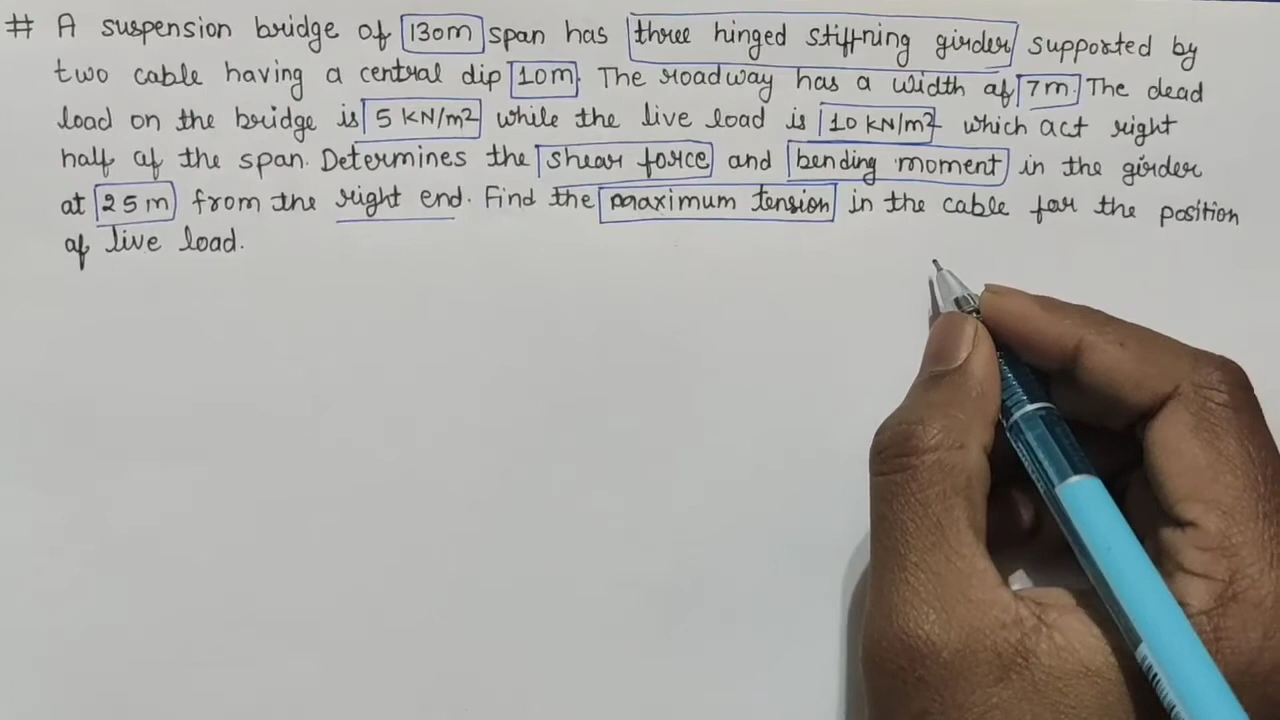 # A suspension bridge of 130m span has three hinged stiffning girder supported by
two cable having a central dip 10m. The roadway has a width of 7m. The dead
load on the bridge is 5 KN/m² while the live load is 10 KN/m² which act right
half of the span. Determines the shear force and bending moment in the girder
at 25m from the right end. Find the maximum tension in the cable for the position
of live load.